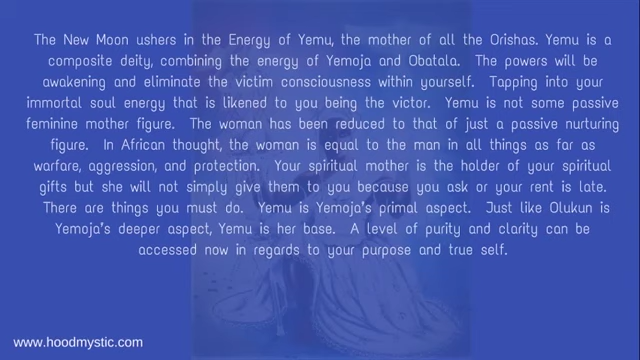 The New Moon ushers in the Energy of Yemu, the mother of all the Orishas. Yemu is a
composite deity, combining the energy of Yemoja and Obatala. The powers will be
awakening and eliminate the victim consciousness within yourself. Tapping into your
immortal soul energy that is likened to you being the victor. Yemu is not some passive
feminine mother figure. The woman has been reduced to that of just a passive nurturing
figure. In African thought, the woman is equal to the man in all things as far as
warfare, aggression, and protection. Your spiritual mother is the holder of your spiritual
gifts but she will not simply give them to you because you ask or your rent is late.
There are things you must do. Yemu is Yemoja's primal aspect. Just like Olukun is
Yemoja's deeper aspect, Yemu is her base. A level of purity and clarity can be
accessed now in regards to your purpose and true self.
www.hoodmystic.com